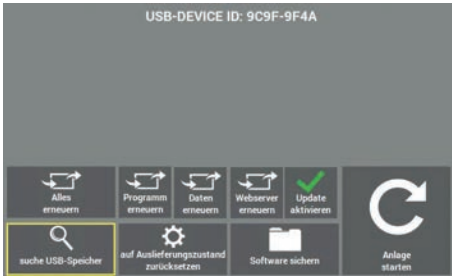 USB-DEVICE ID: 9C9F-9F4A
Alles
erneuern
Programm
erneuern
Daten
erneuern
Webserver
erneuern
Update
aktivieren
suche USB-Speicher
auf Auslieferungszustand
zurücksetzen
Software sichern
Anlage
starten